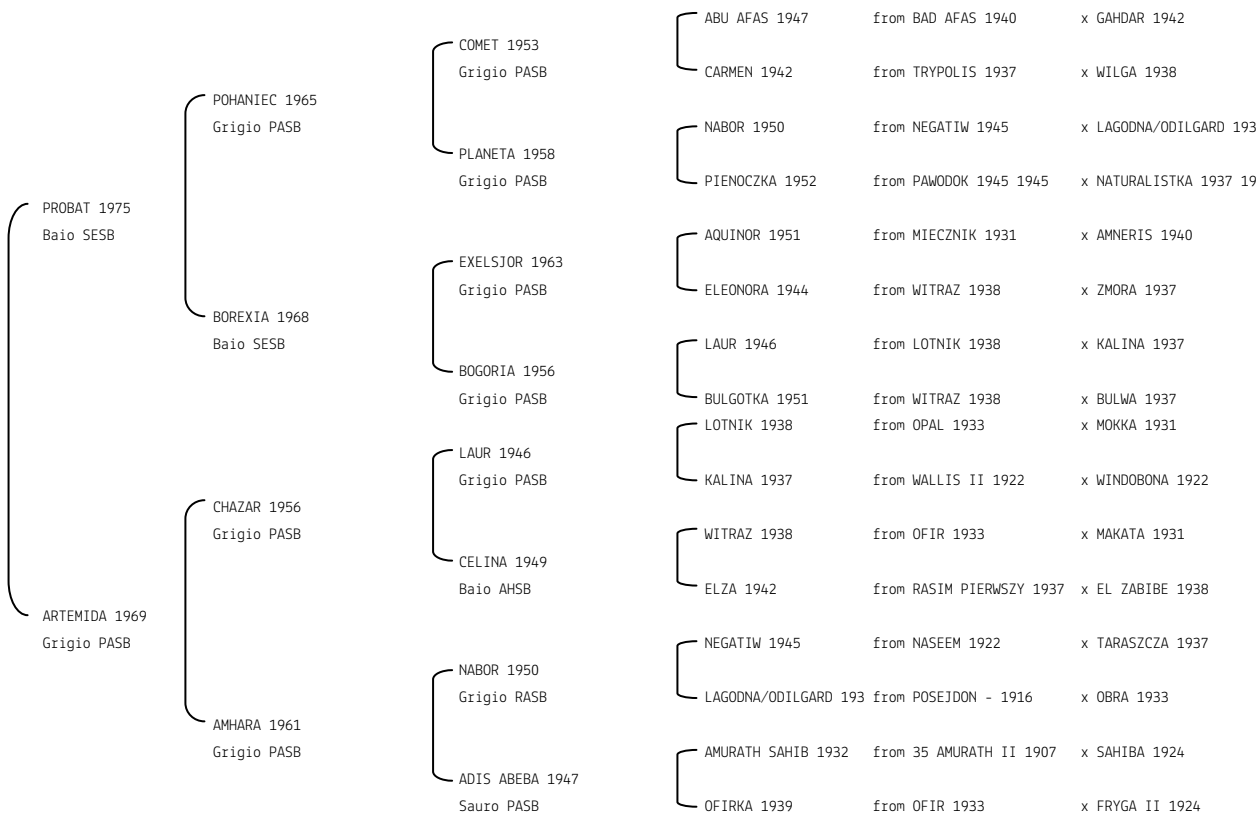 ABU AFAS 1947 from BAD AFAS 1940 x GAHDAR 1942
COMET 1953
Grigio PASB CARMEN 1942 from TRYPOLIS 1937 x WILGA 1938
POHANIEC 1965
Grigio PASB NABOR 1950 from NEGATIW 1945 x LAGODNA/ODILGARD 193
PLANETA 1958
Grigio PASB PIENOCZKA 1952 from PAWODOK 1945 1945 x NATURALISTKA 1937 19
PROBAT 1975
Baio SESB AQUINOR 1951 from MIECZNIK 1931 x AMNERIS 1940
EXELSJOR 1963
Grigio PASB ELEONORA 1944 from WITRAZ 1938 x ZMORA 1937
BOREXIA 1968
Baio SESB LAUR 1946 from LOTNIK 1938 x KALINA 1937
BOGORIA 1956
Grigio PASB BULGOTKA 1951 from WITRAZ 1938 x BULWA 1937
LOTNIK 1938 from OPAL 1933 x MOKKA 1931
LAUR 1946
Grigio PASB KALINA 1937 from WALLIS II 1922 x WINDOBONA 1922
CHAZAR 1956
Grigio PASB WITRAZ 1938 from OFIR 1933 x MAKATA 1931
CELINA 1949
Baio AHSB ELZA 1942 from RASIM PIERWSZY 1937 x EL ZABIBE 1938
ARTEMIDA 1969
Grigio PASB NEGATIW 1945 from NASEEM 1922 x TARASZCZA 1937
NABOR 1950
Grigio RASB LAGODNA/ODILGARD 193 from POSEJDON - 1916 x OBRA 1933
AMHARA 1961
Grigio PASB AMURATH SAHIB 1932 from 35 AMURATH II 1907 x SAHIBA 1924
ADIS ABEBA 1947
Sauro PASB OFIRKA 1939 from OFIR 1933 x FRYGA II 1924